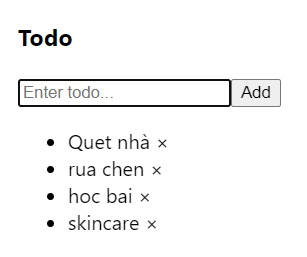 Todo
Enter todo... Add
Quet nhà ×
rua chen ×
hoc bai ×
skincare ×